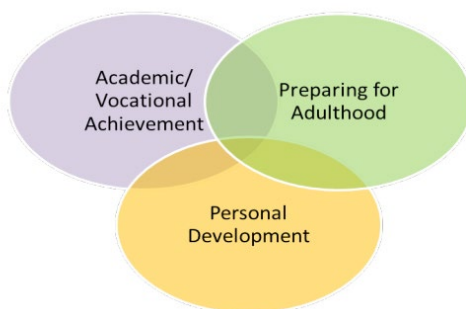 Academic/
Vocational
Achievement
Preparing for
Adulthood
Personal
Development